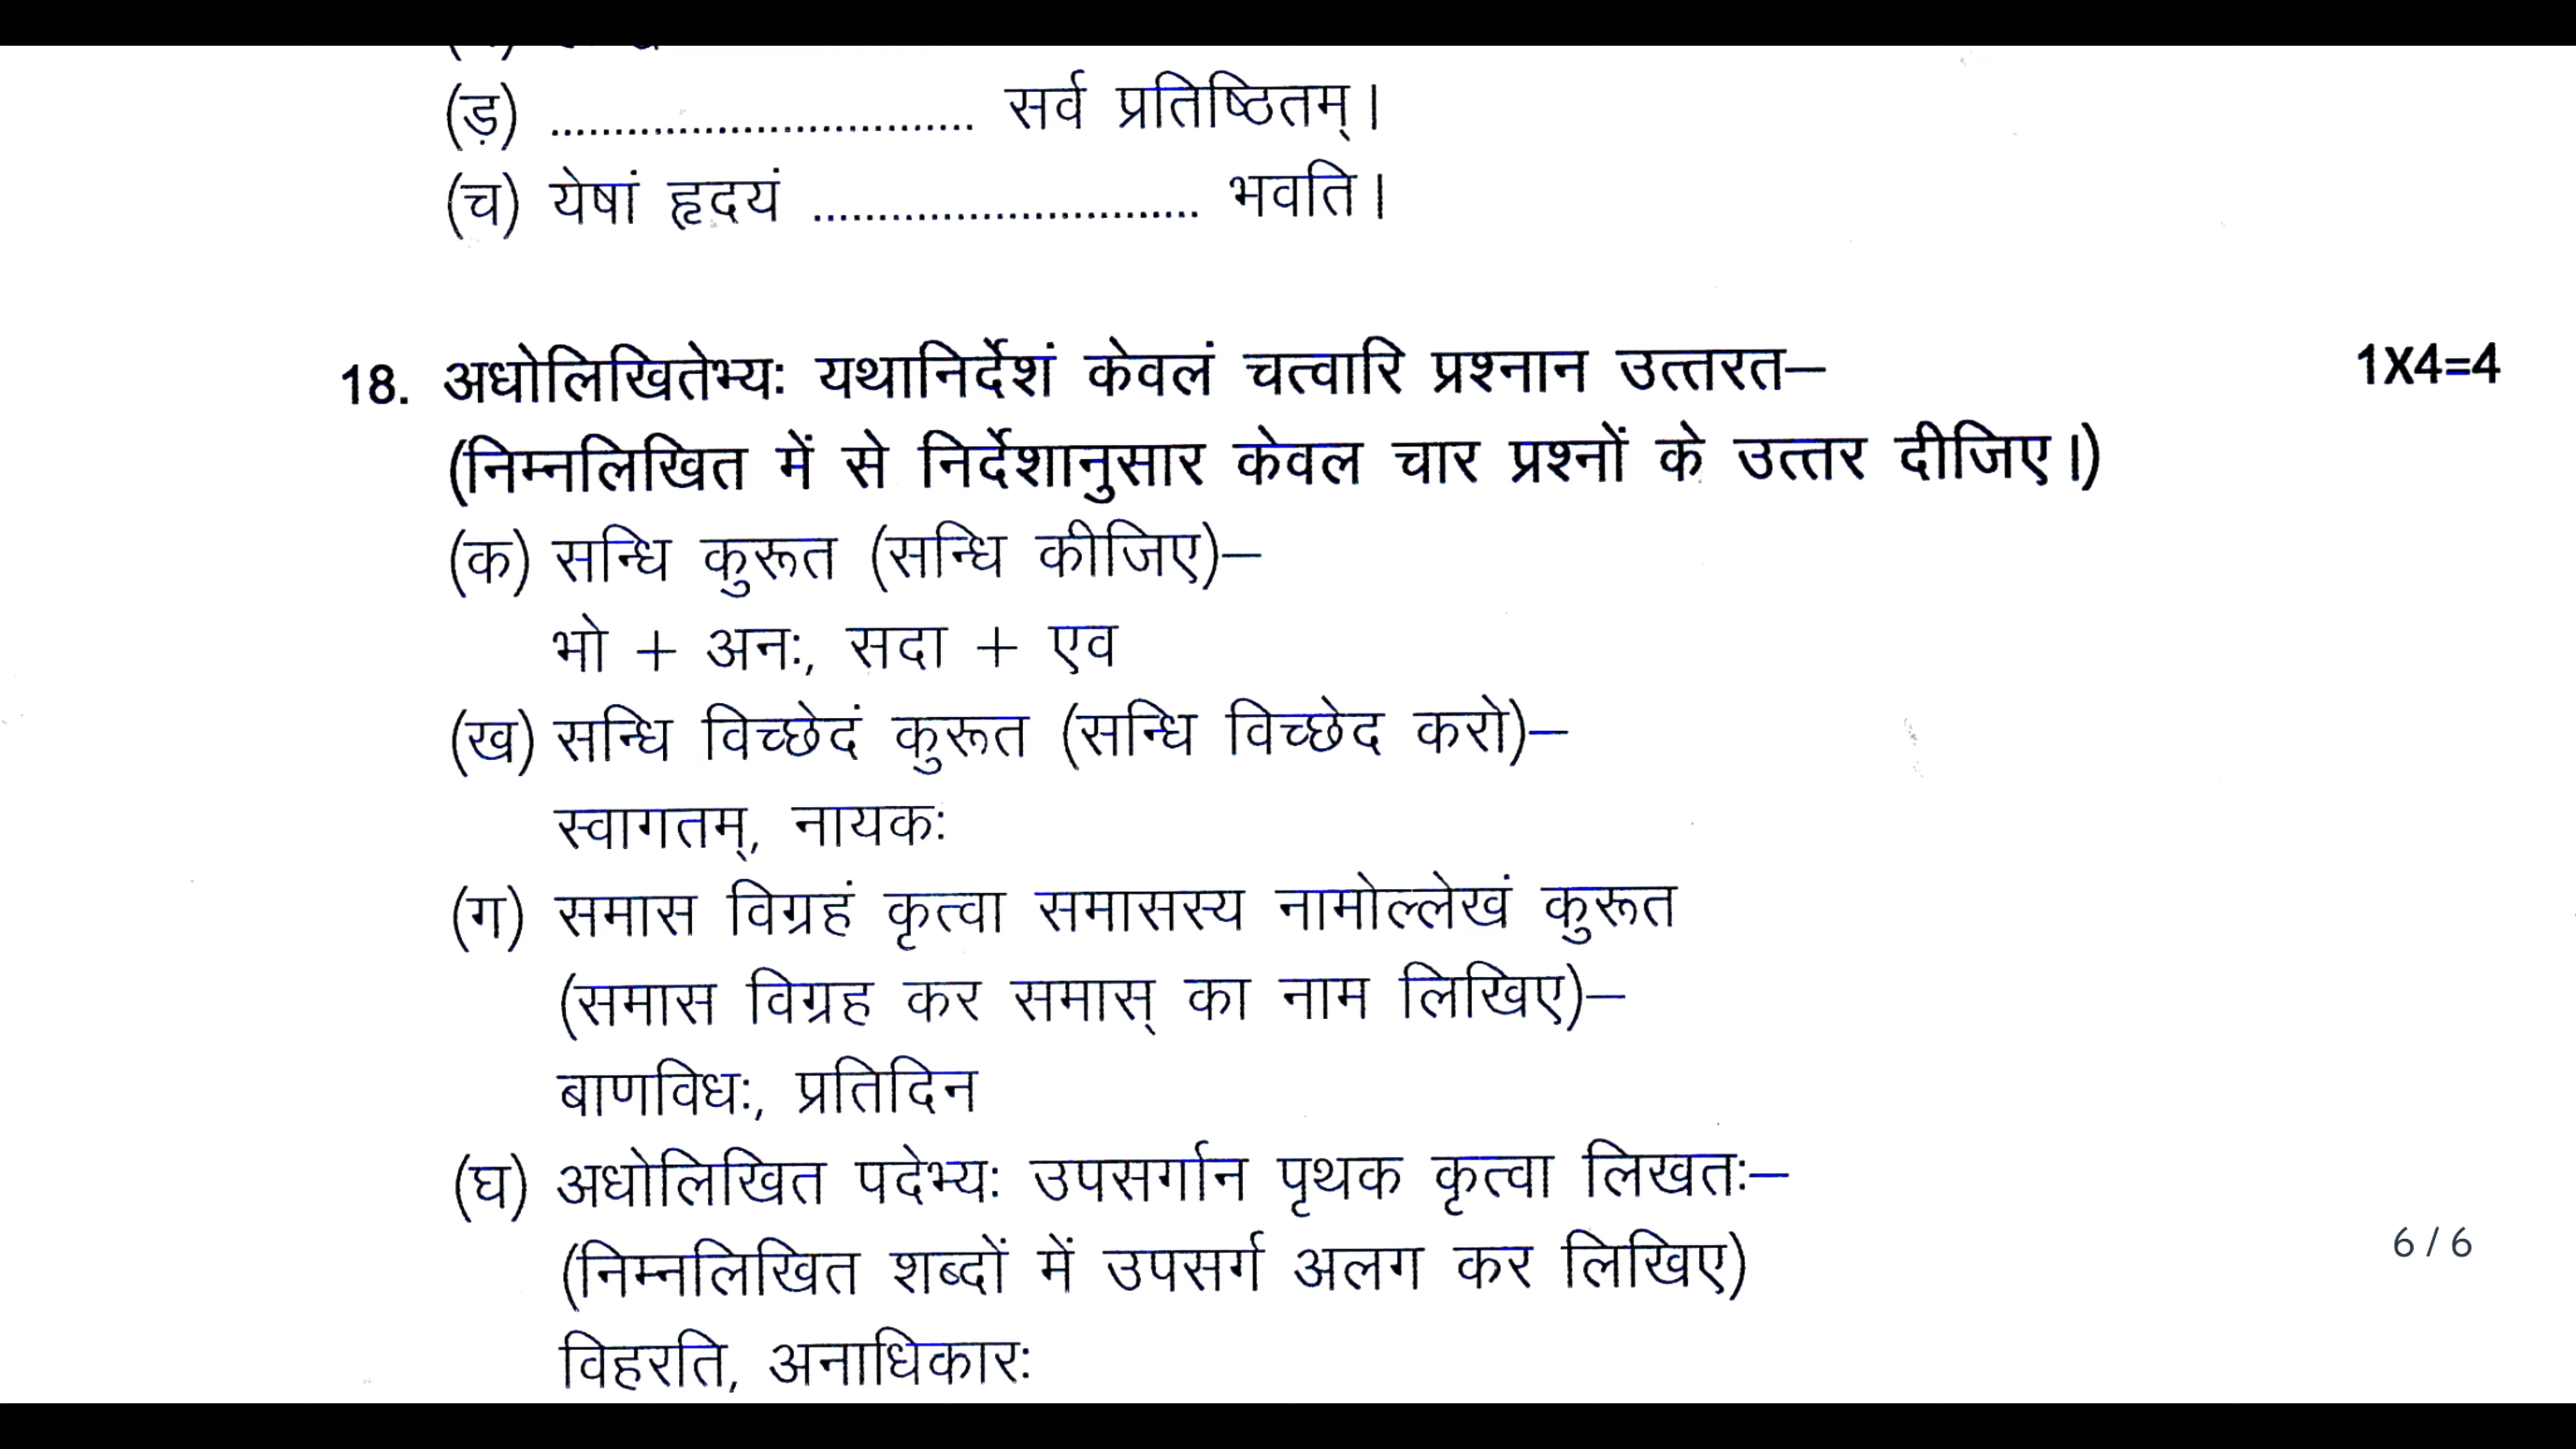 (ड़) ................................. सर्व प्रतिष्ठितम्।
(च) येषां हृदयं .............................. भवति।
18. अधोलिखितेभ्यः यथानिर्देशं केवलं चत्वारि प्रश्नान उत्तरत– 1X4=4
(निम्नलिखित में से निर्देशानुसार केवल चार प्रश्नों के उत्तर दीजिए।)
(क) सन्धि कुरूत (सन्धि कीजिए)–
भो + अनः, सदा + एव
(ख) सन्धि विच्छेदं कुरूत (सन्धि विच्छेद करो)–
स्वागतम्, नायकः
(ग) समास विग्रहं कृत्वा समासस्य नामोल्लेखं कुरूत
(समास विग्रह कर समास् का नाम लिखिए)–
बाणविधः, प्रतिदिन
(घ) अधोलिखित पदेभ्यः उपसर्गान पृथक कृत्वा लिखतः–
(निम्नलिखित शब्दों में उपसर्ग अलग कर लिखिए)
विहरति, अनाधिकारः
6 / 6